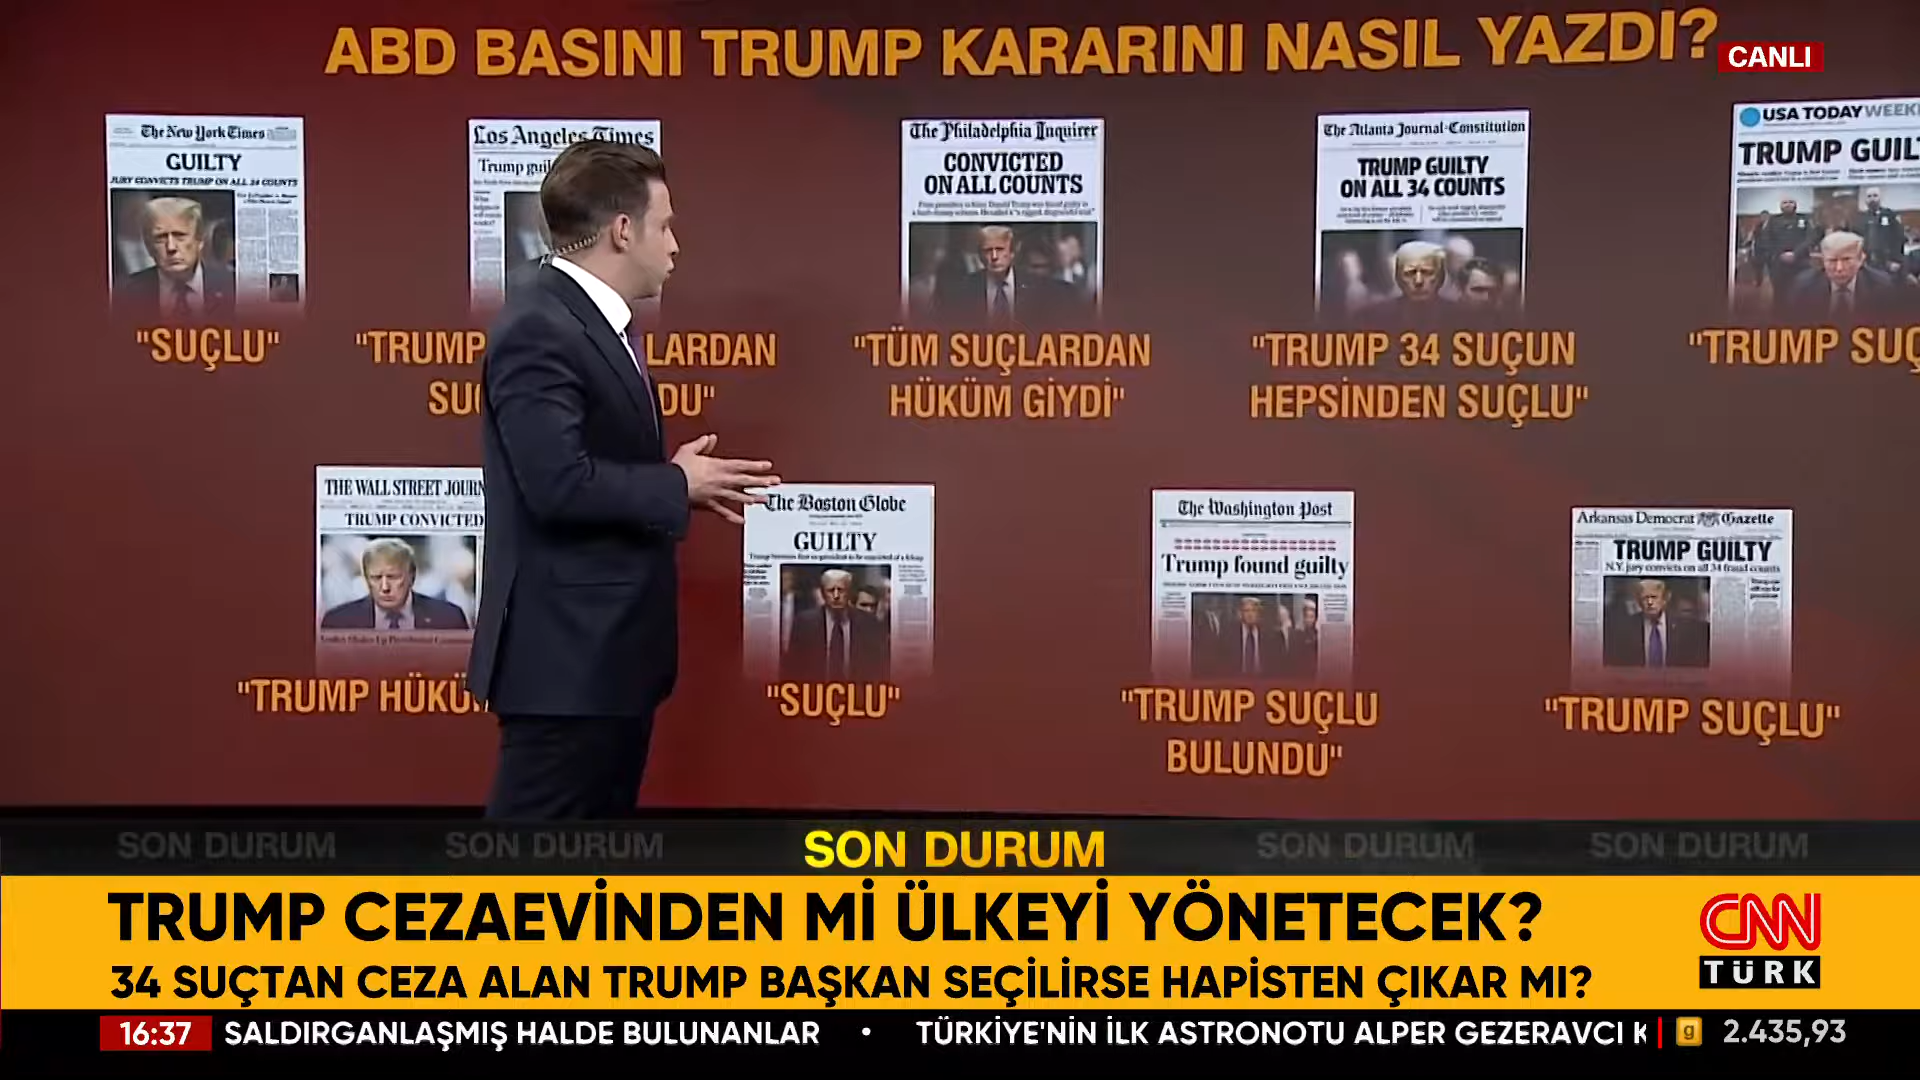 ABD BASINI TRUMP KARARINI NASIL YAZDI?
CANLI
The New York Times
GUILTY
JURY CONVICTS TRUMP ON ALL 34 COUNTS
"SUÇLU"
Los Angeles Times
Trump
"TRUMP LARDAN
DU"
The Philadelphia Inquirer
CONVICTED
ON ALL COUNTS
"TÜM SUÇLARDAN
HÜKÜM GİYDİ"
The Atlanta Journal-Constitution
TRUMP GUILTY
ON ALL 34 COUNTS
"TRUMP 34 SUÇUN
HEPSİNDEN SUÇLU"
USA TODAY
TRUMP
"TRUMP SUÇ
THE WALL STREET JOURN
TRUMP CONVICTED
"TRUMP HÜKÜ
The Boston Globe
GUILTY
"SUÇLU"
The Washington Post
Trump found guilty
"TRUMP SUÇLU
BULUNDU"
Arkansas Democrat Gazette
TRUMP GUILTY
N.Y. jury convicts on all 34 fraud counts
"TRUMP SUÇLU"
SON DURUM SON DURUM SON DURUM SON DURUM SON DURUM
TRUMP CEZAEVİNDEN Mİ ÜLKEYİ YÖNETECEK?
34 SUÇTAN CEZA ALAN TRUMP BAŞKAN SEÇİLİRSE HAPİSTEN ÇIKAR MI?
CNN
TÜRK
16:37 SALDIRGANLAŞMIŞ HALDE BULUNANLAR • TÜRKİYE'NİN İLK ASTRONOTU ALPER GEZERAVCI K g 2.435,93